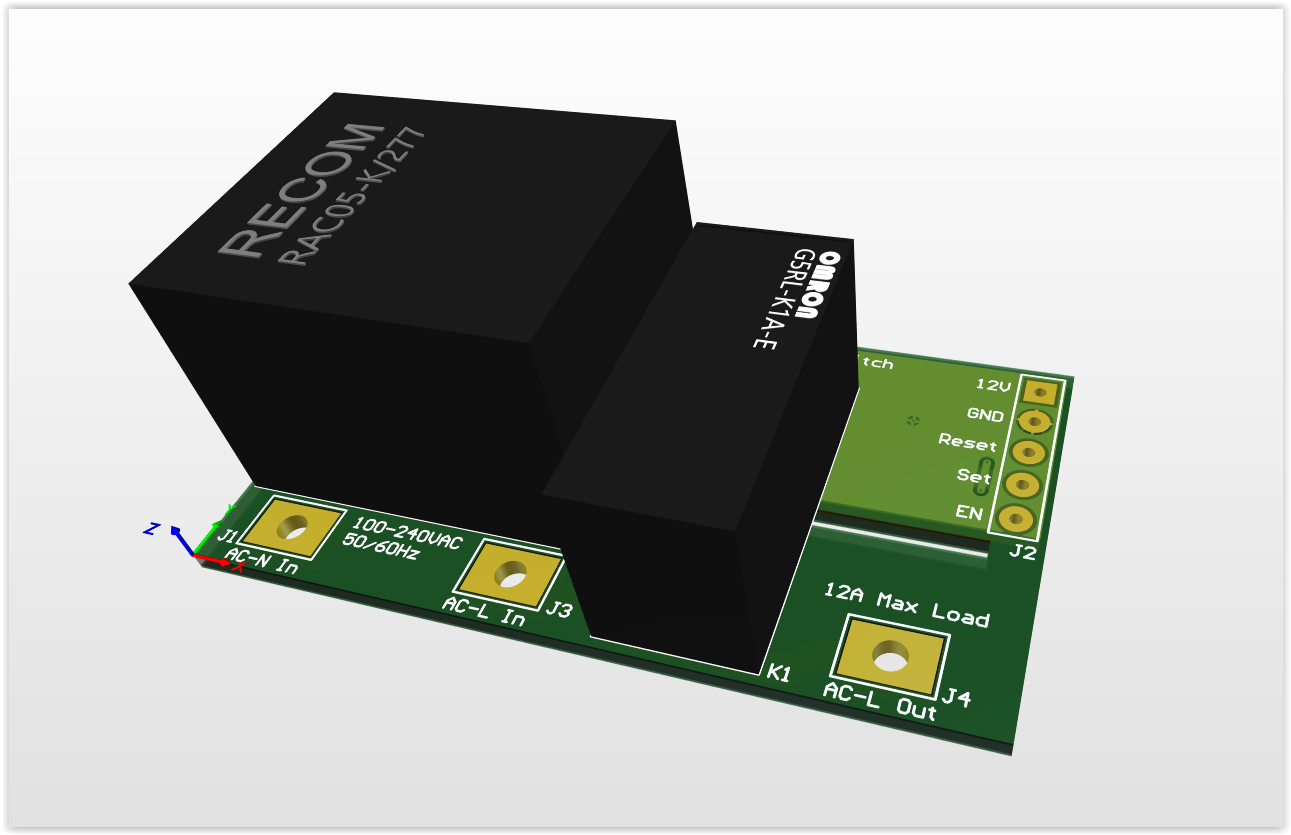 RECOM
RAC05-K/277
OMRON
G5RL-K1A-E
itch
12V
GND
Reset
Set
EN
J2
Z
Y
X
J1
AC-N In
100-240VAC
50/60Hz
AC-L In
J3
12A Max Load
K1
AC-L Out
J4